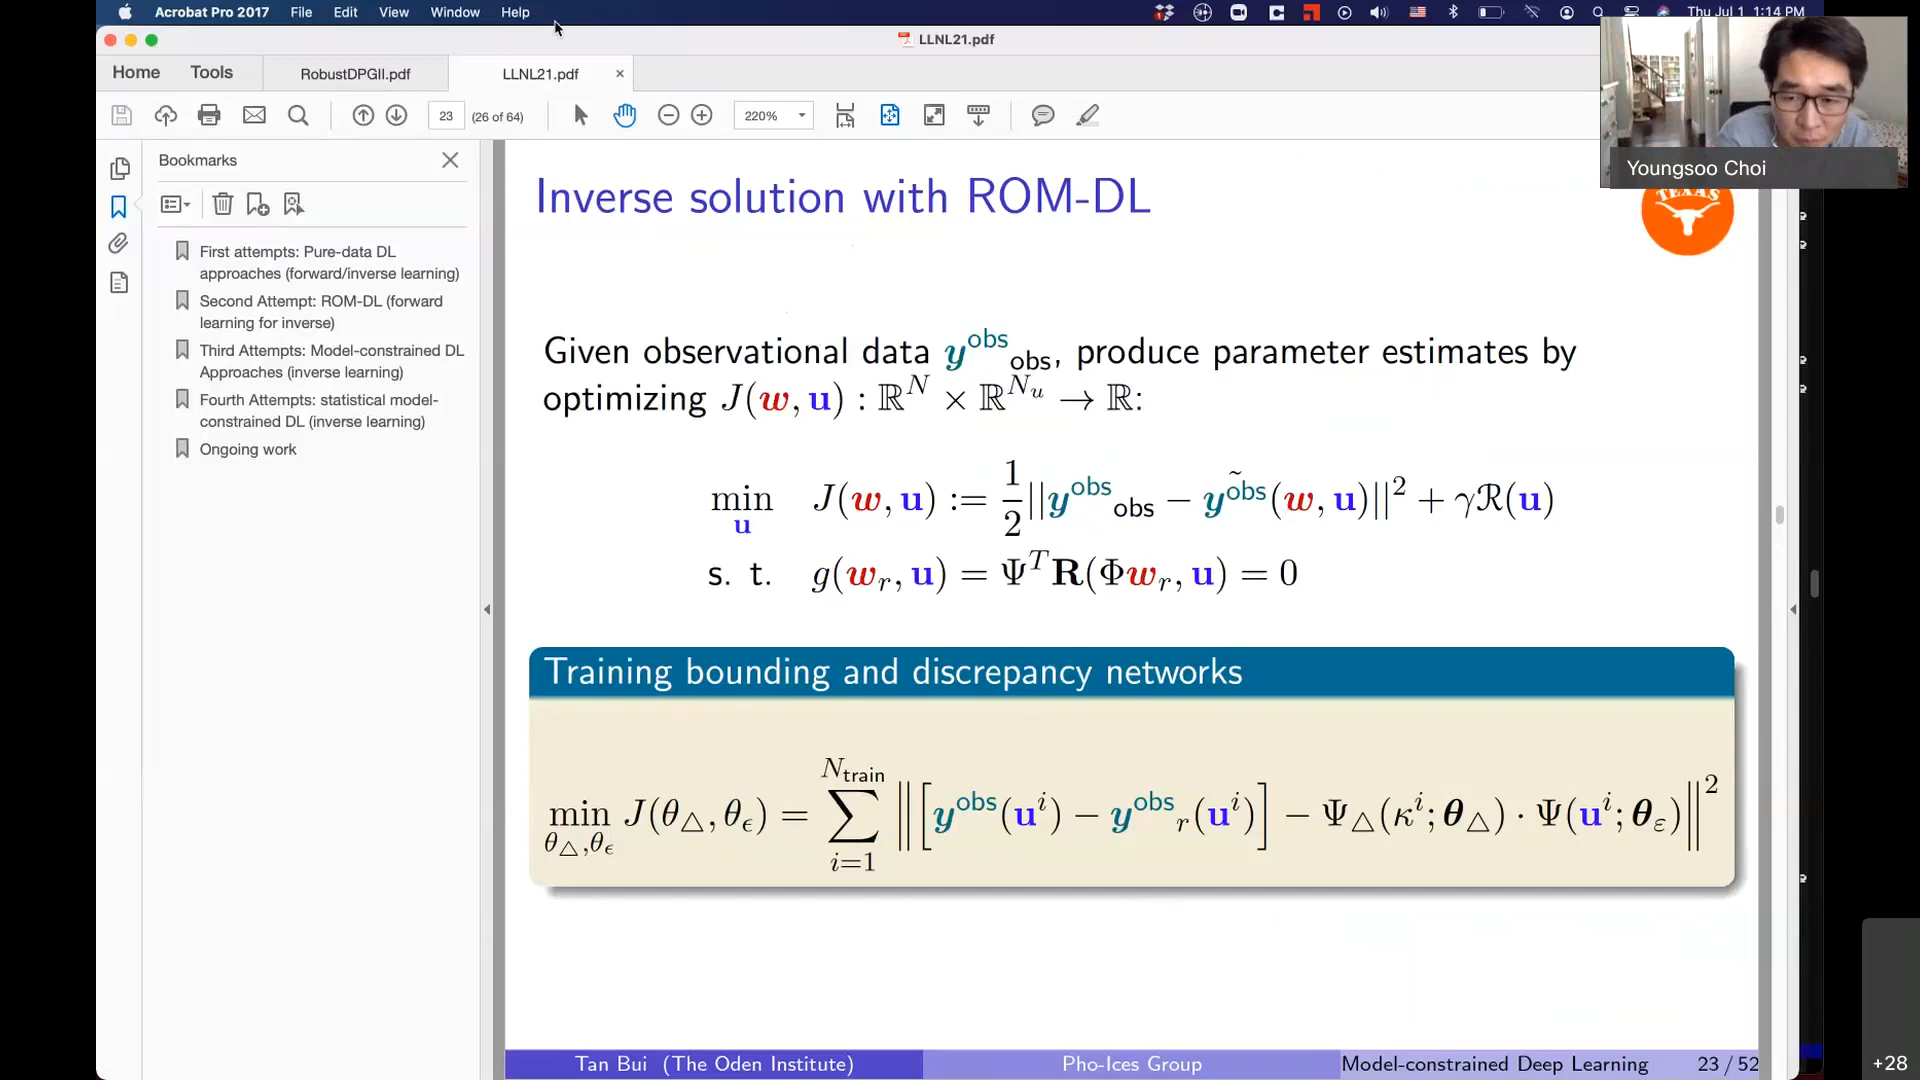 Acrobat Pro 2017 File Edit View Window Help Thu Jul 1 1:14 PM
LLNL21.pdf
Home Tools RobustDPGII.pdf LLNL21.pdf ×
23 (26 of 64) 220%
Youngsoo Choi
Bookmarks
First attempts: Pure-data DL
approaches (forward/inverse learning)
Second Attempt: ROM-DL (forward
learning for inverse)
Third Attempts: Model-constrained DL
Approaches (inverse learning)
Fourth Attempts: statistical model-
constrained DL (inverse learning)
Ongoing work
Inverse solution with ROM-DL
TEXAS
Given observational data y^obs_obs, produce parameter estimates by
optimizing J(w, u) : ℝ^N × ℝ^{N_u} → ℝ:
min_u J(w, u) := 1/2 ||y^obs_obs − y^{õbs}(w, u)||² + γℛ(u)
s. t. g(w_r, u) = Ψ^T R(Φw_r, u) = 0
Training bounding and discrepancy networks
min_{θ_△,θ_ϵ} J(θ_△, θ_ϵ) = ∑_{i=1}^{N_train} ‖[y^obs(u^i) − y^obs_r(u^i)] − Ψ_△(κ^i; θ_△) · Ψ(u^i; θ_ε)‖²
Tan Bui (The Oden Institute) Pho-Ices Group Model-constrained Deep Learning 23 / 52
+28